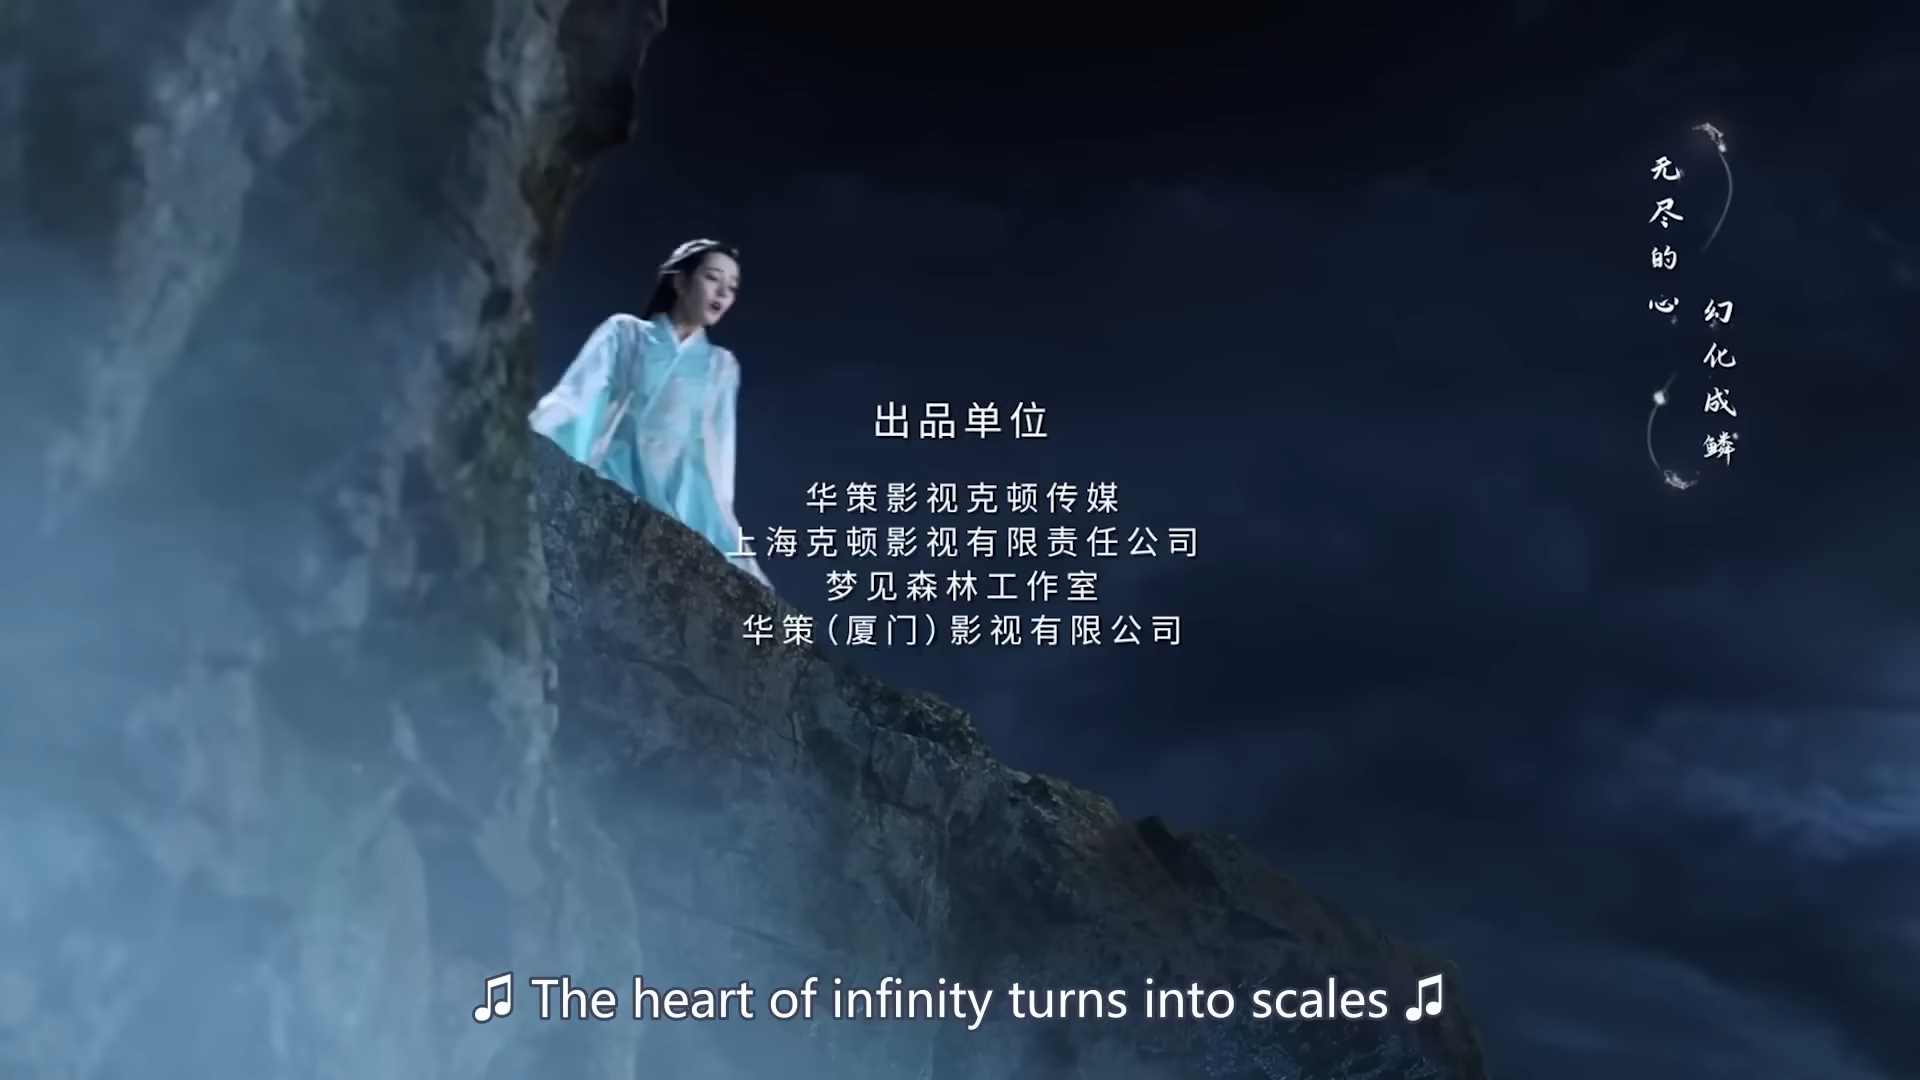 无尽的心
幻化成鳞
出品单位
华策影视克顿传媒
上海克顿影视有限责任公司
梦见森林工作室
华策(厦门)影视有限公司
♫ The heart of infinity turns into scales ♫